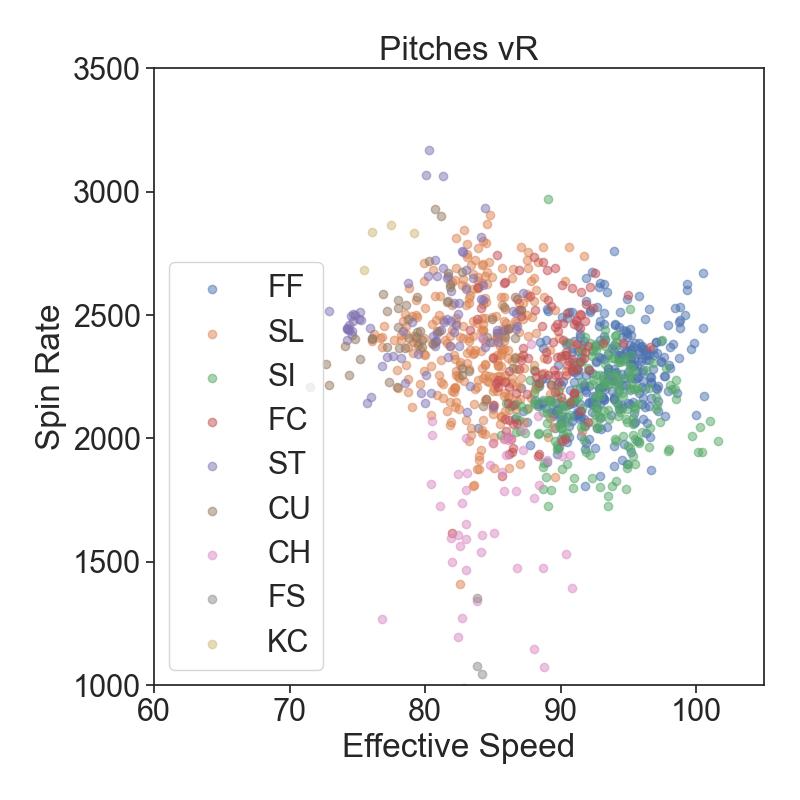 Pitches vR
3500
3000
2500
2000
1500
1000
Spin Rate
FF
SL
SI
FC
ST
CU
CH
FS
KC
60 70 80 90 100
Effective Speed